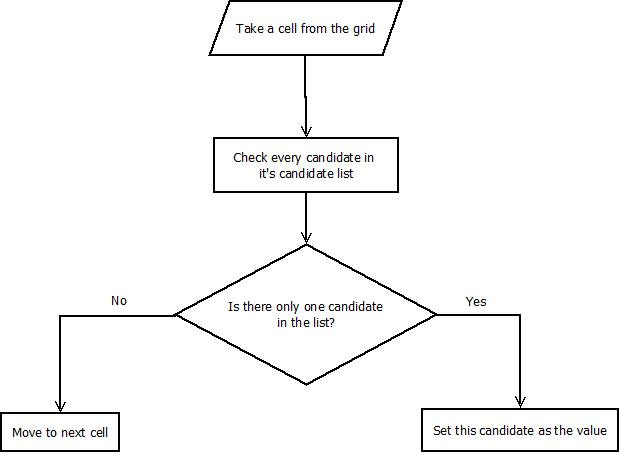 Take a cell from the grid
Check every candidate in
it's candidate list
Is there only one candidate
in the list?
No
Yes
Move to next cell
Set this candidate as the value